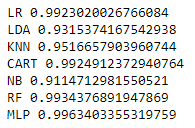 LR 0.9923020026766084
LDA 0.9315374167542938
KNN 0.9516657903960744
CART 0.9924912372940764
NB 0.9114712981550521
RF 0.9934376891947869
MLP 0.9963403355319759